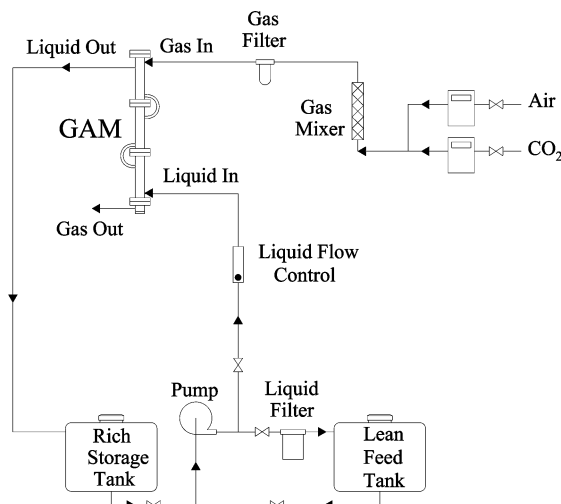 Gas
Filter
Liquid Out
Gas In
Gas
Mixer
Air
CO₂
GAM
Liquid In
Gas Out
Liquid Flow
Control
Pump
Liquid
Filter
Rich
Storage
Tank
Lean
Feed
Tank